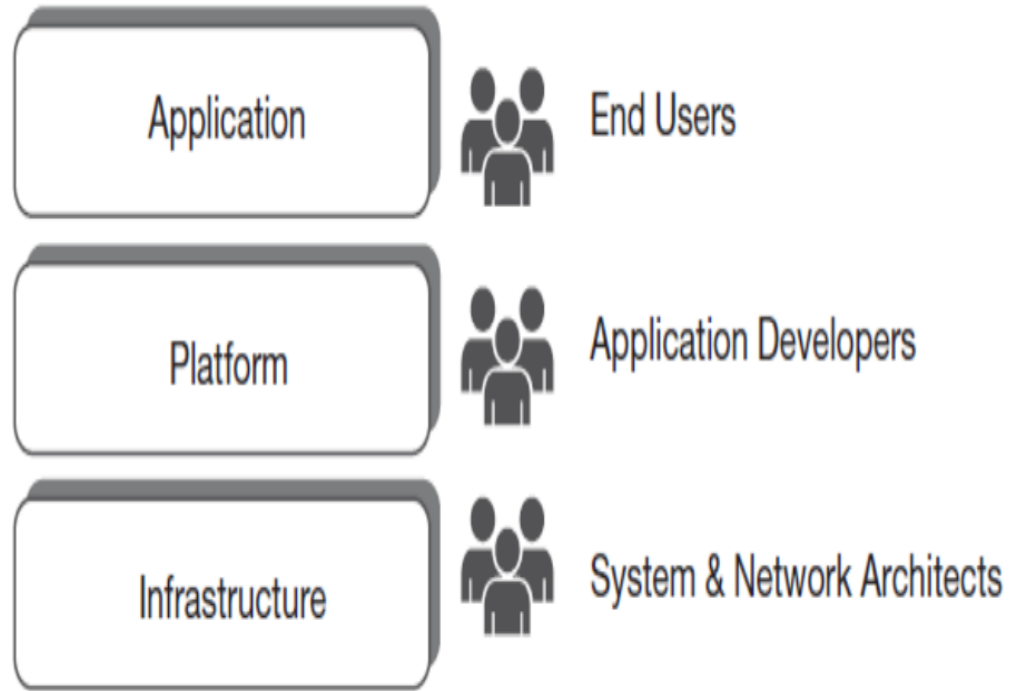 Application
End Users
Platform
Application Developers
Infrastructure
System & Network Architects